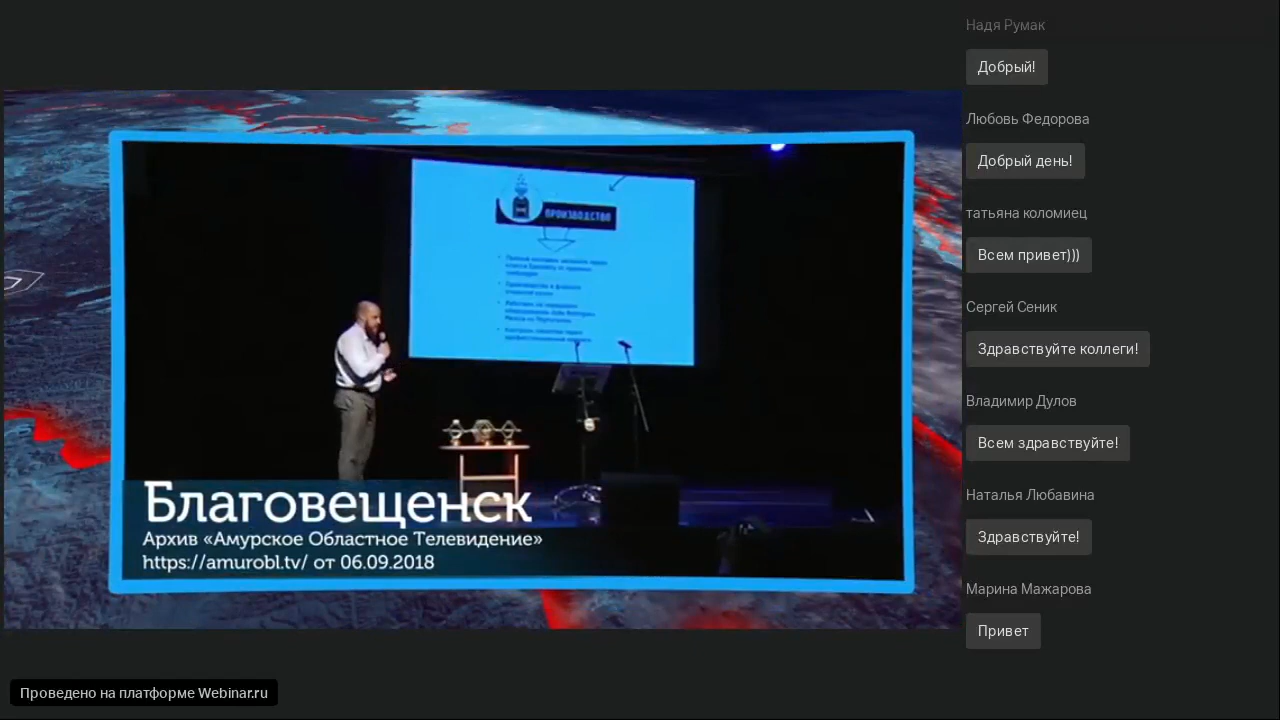 ПРОИЗВОДСТВО
Благовещенск
Архив «Амурское Областное Телевидение»
https://amurobl.tv/ от 06.09.2018
Проведено на платформе Webinar.ru
Надя Румак
Добрый!
Любовь Федорова
Добрый день!
татьяна коломиец
Всем привет)))
Сергей Сеник
Здравствуйте коллеги!
Владимир Дулов
Всем здравствуйте!
Наталья Любавина
Здравствуйте!
Марина Мажарова
Привет